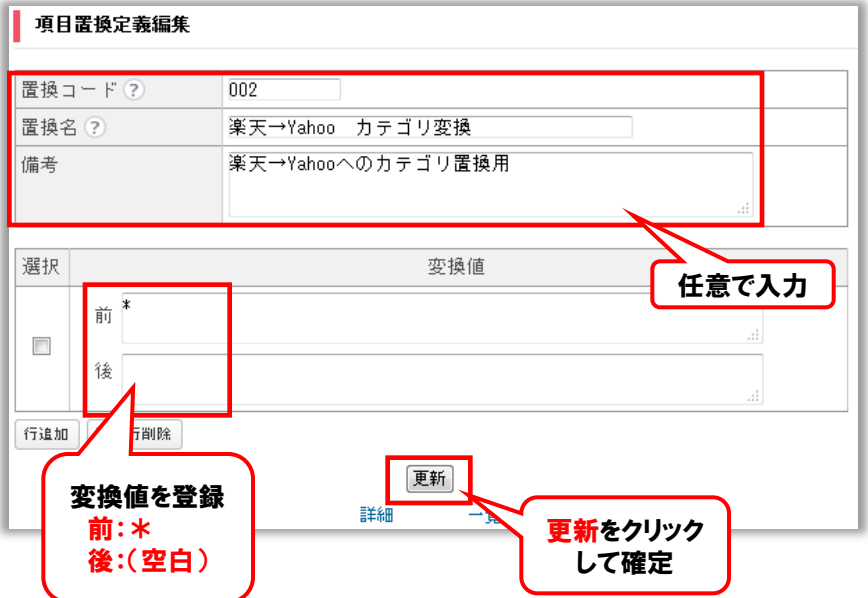 項目置換定義編集
置換コード ? 002
置換名 ? 楽天→Yahoo　カテゴリ変換
備考 楽天→Yahooへのカテゴリ置換用
任意で入力
選択 変換値
前 *
後
行追加 行削除
更新
詳細 一覧
変換値を登録
前:＊
後:(空白)
更新をクリック
して確定